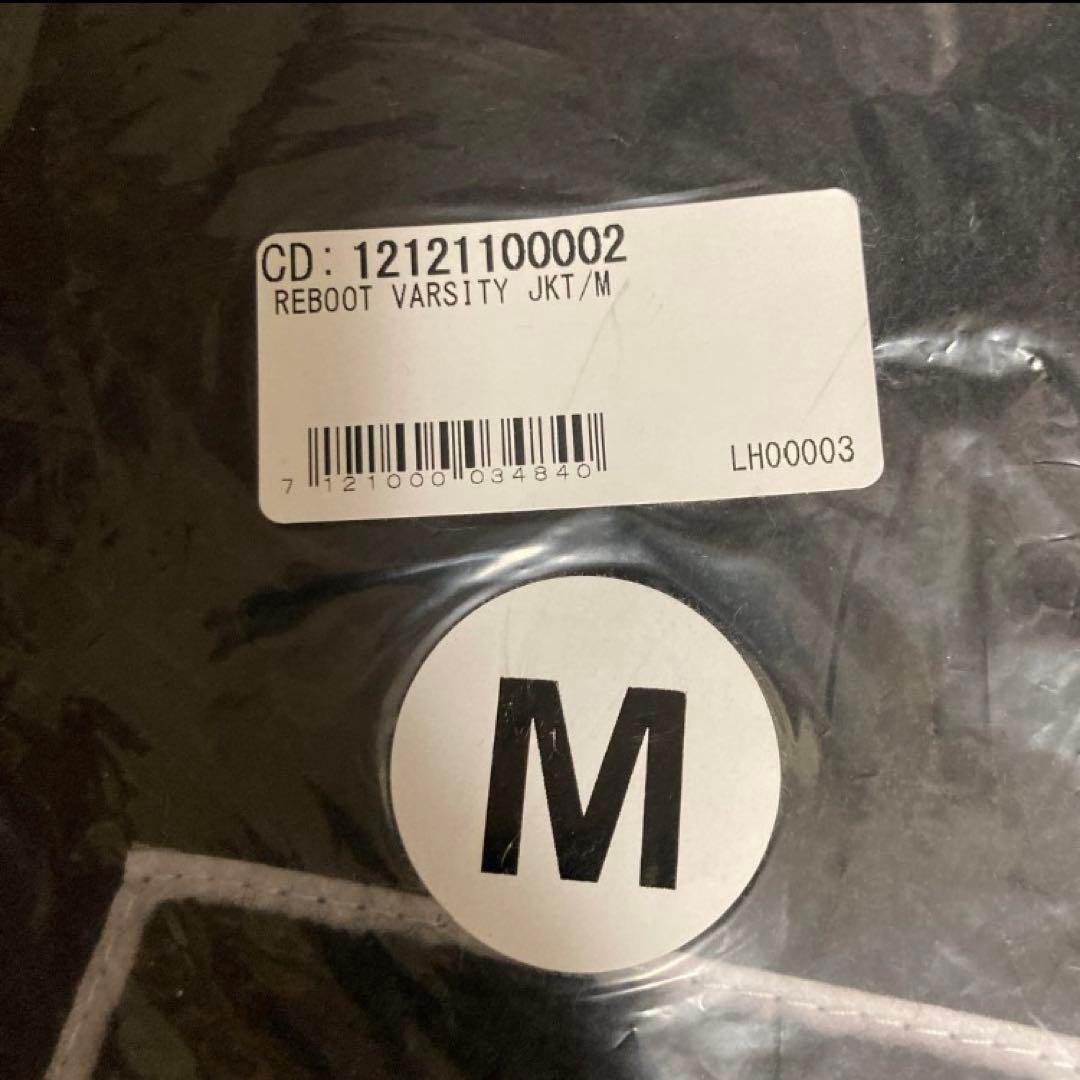 CD: 12121100002
REBOOT VARSITY JKT/M
7 121000 034840
LH00003
M